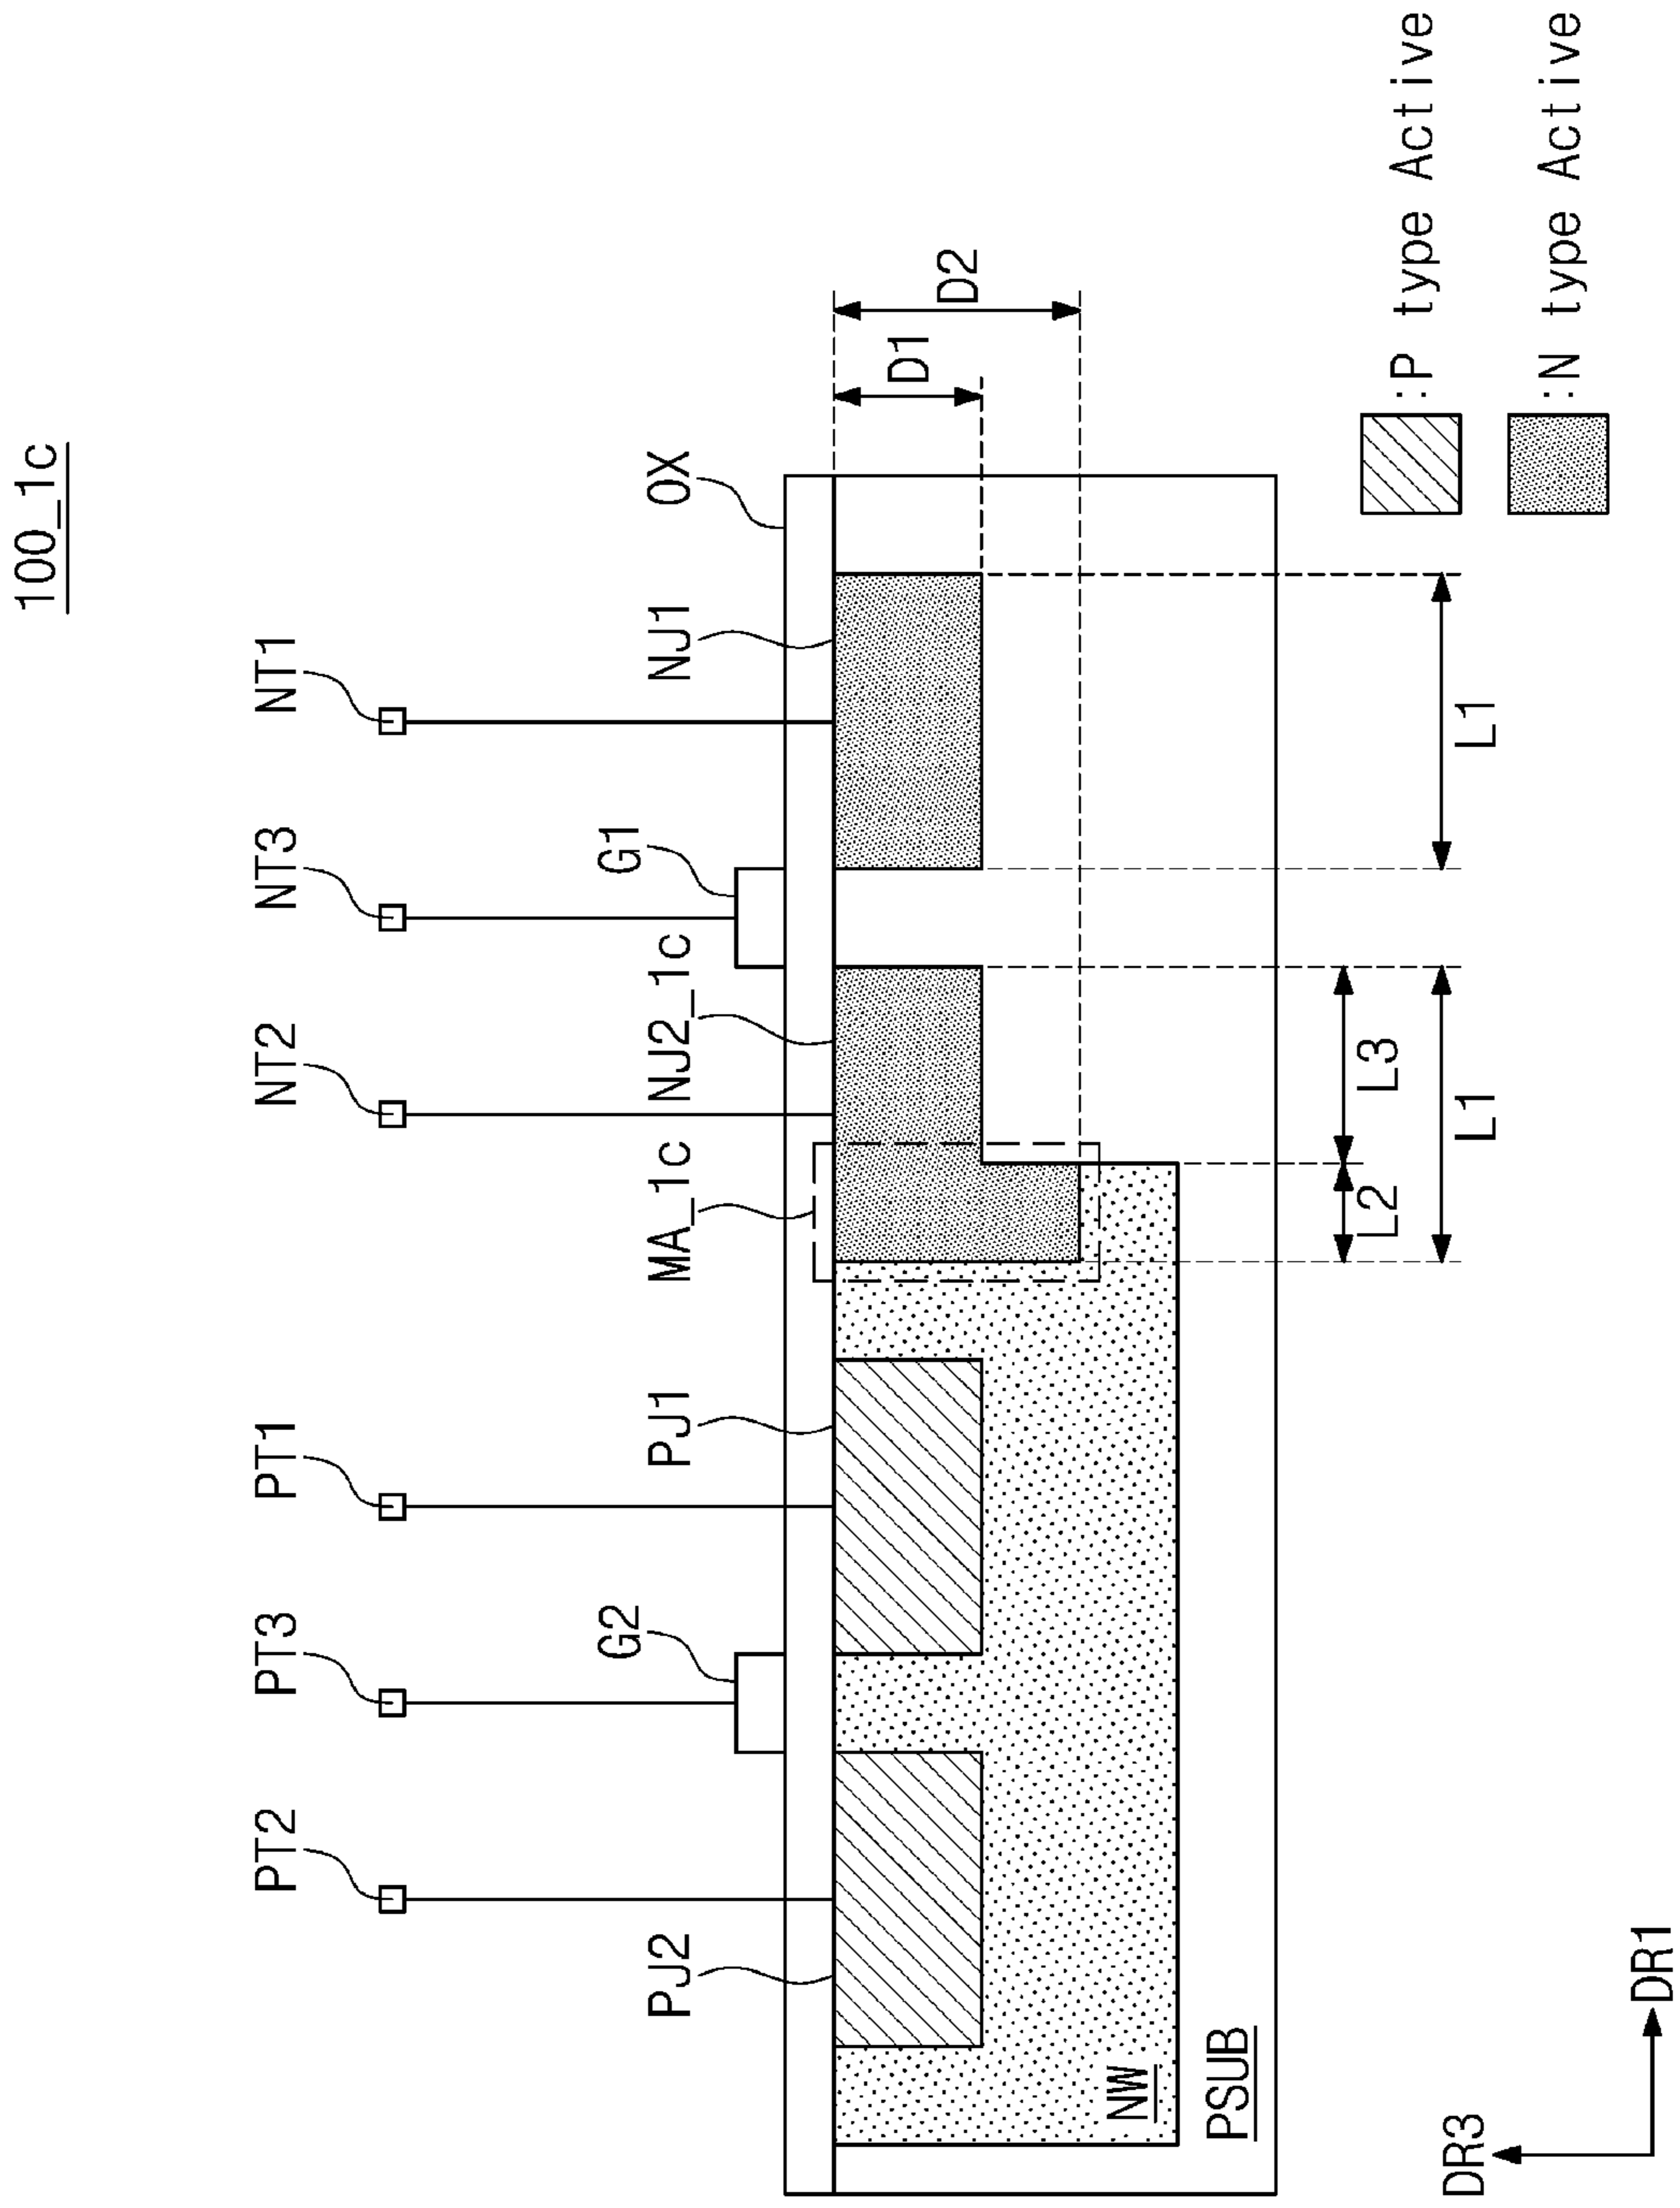 100_1c
PT2
PT3
PT1
NT2
NT3
NT1
G2
G1
PJ2
PJ1
MA_1c
NJ2_1c
NJ1
OX
D1
D2
NW
PSUB
L2
L3
L1
L1
DR3
DR1
:P type Active
:N type Active